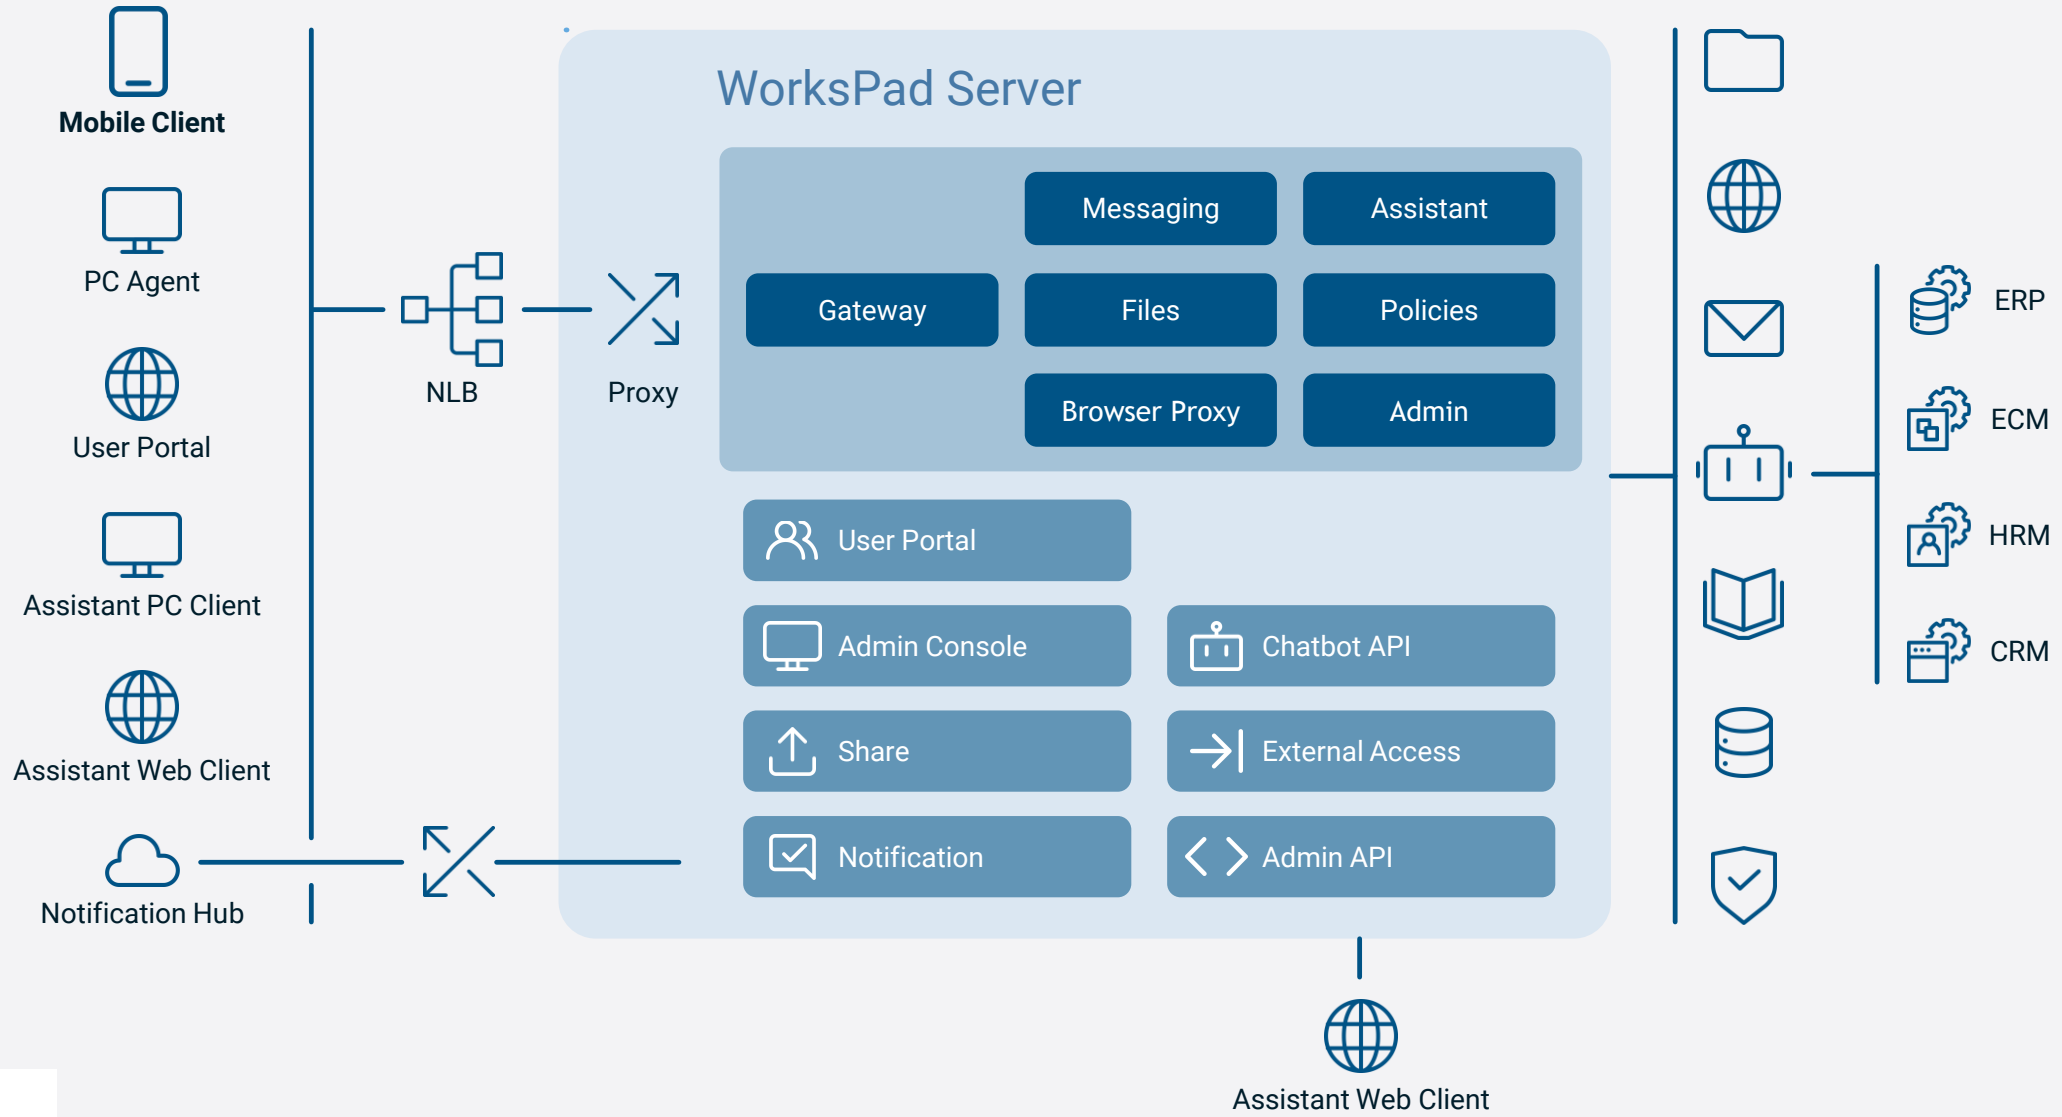 Mobile Client
PC Agent
User Portal
Assistant PC Client
Assistant Web Client
Notification Hub
NLB
Proxy
WorksPad Server
Messaging
Assistant
Gateway
Files
Policies
Browser Proxy
Admin
User Portal
Admin Console
Chatbot API
Share
External Access
Notification
Admin API
Assistant Web Client
ERP
ECM
HRM
CRM